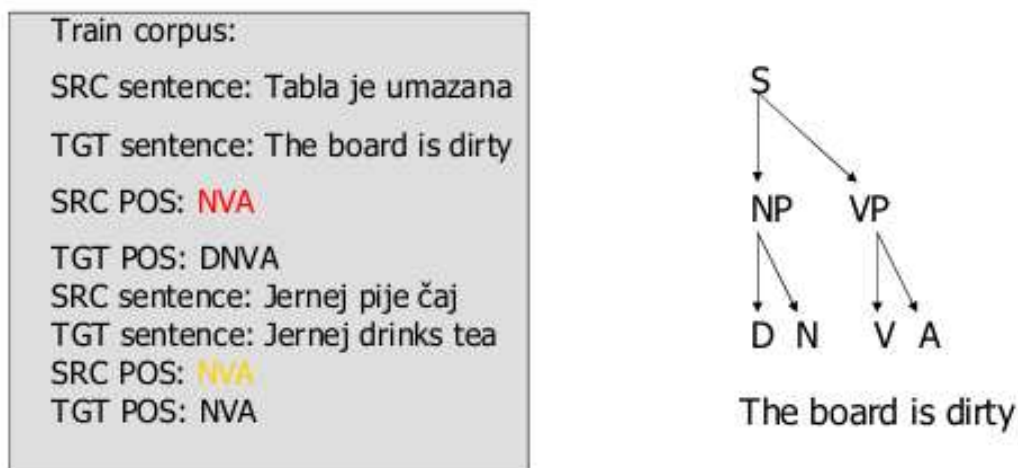 Train corpus:
SRC sentence: Tabla je umazana
TGT sentence: The board is dirty
SRC POS: NVA
TGT POS: DNVA
SRC sentence: Jernej pije čaj
TGT sentence: Jernej drinks tea
SRC POS: NVA
TGT POS: NVA
S
NP VP
D N V A
The board is dirty